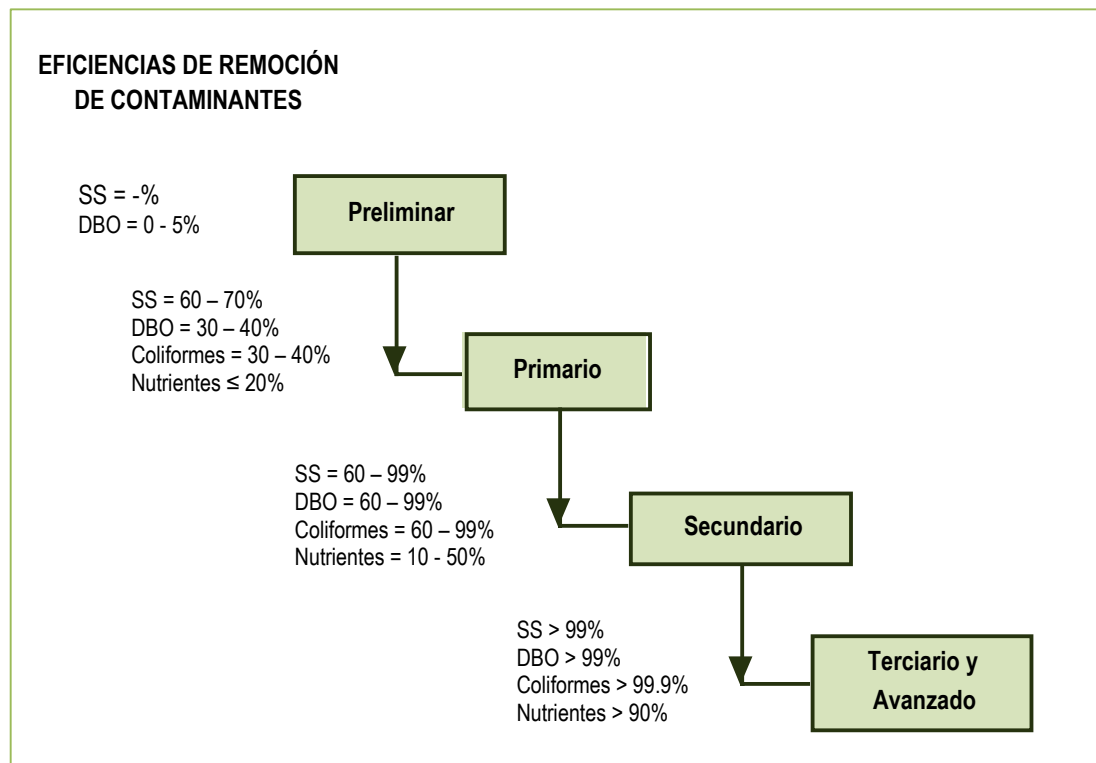 EFICIENCIAS DE REMOCIÓN
DE CONTAMINANTES
SS = -%
DBO = 0 - 5%
Preliminar
SS = 60 – 70%
DBO = 30 – 40%
Coliformes = 30 – 40%
Nutrientes ≤ 20%
Primario
SS = 60 – 99%
DBO = 60 – 99%
Coliformes = 60 – 99%
Nutrientes = 10 - 50%
Secundario
SS > 99%
DBO > 99%
Coliformes > 99.9%
Nutrientes > 90%
Terciario y
Avanzado